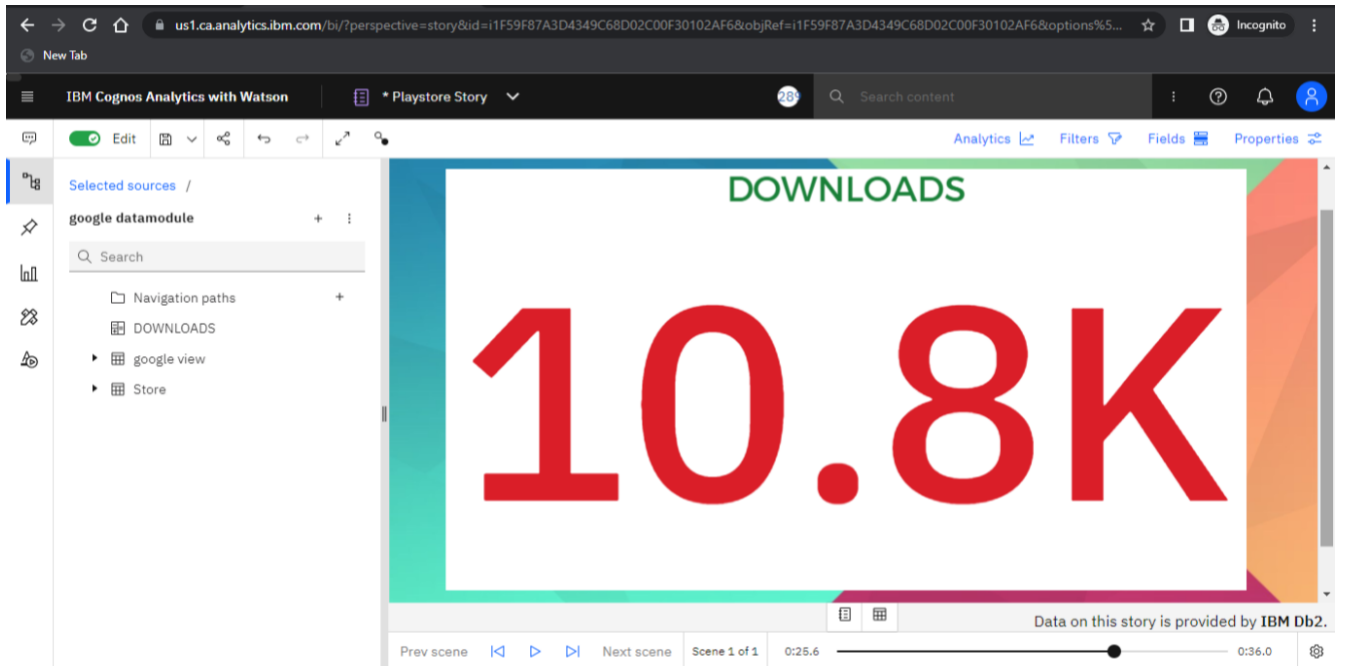 us1.ca.analytics.ibm.com/bi/?perspective=story&id=i1F59F87A3D4349C68D02C00F30102AF6&objRef=i1F59F87A3D4349C68D02C00F30102AF6&options%5...
Incognito
New Tab
IBM Cognos Analytics with Watson
* Playstore Story
289
Search content
Edit
Analytics
Filters
Fields
Properties
Selected sources /
google datamodule
Search
Navigation paths
DOWNLOADS
google view
Store
DOWNLOADS
10.8K
Data on this story is provided by IBM Db2.
Prev scene
Next scene
Scene 1 of 1
0:25.6
0:36.0